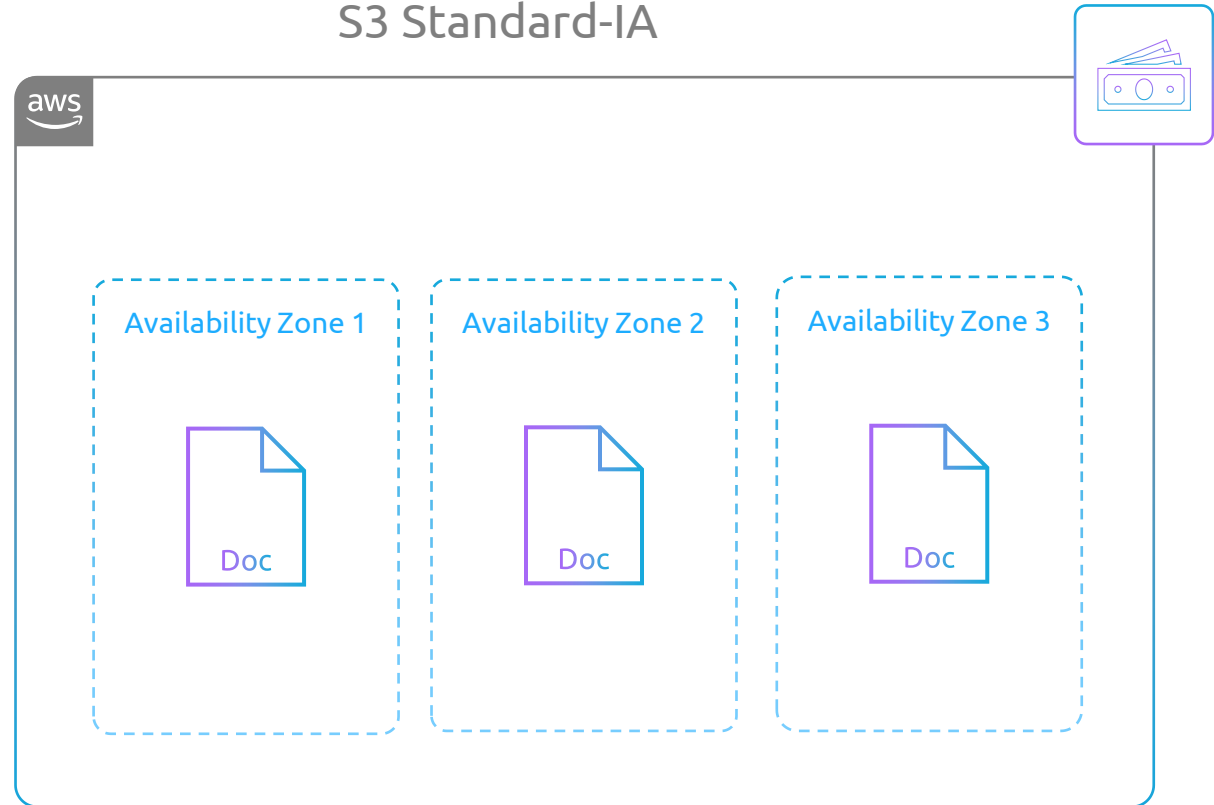 S3 Standard-IA
aws
Availability Zone 1
Availability Zone 2
Availability Zone 3
Doc
Doc
Doc